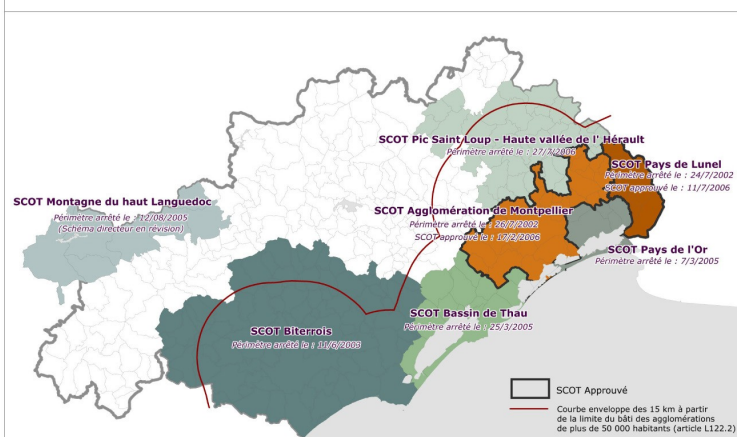 SCOT Pic Saint Loup - Haute vallée de l' Hérault
Périmètre arrêté le : 27/7/2006
SCOT Pays de Lunel
Périmètre arrêté le : 24/7/2002
SCOT approuvé le : 11/7/2006
SCOT Montagne du haut Languedoc
Périmètre arrêté le : 12/08/2005
(Schéma directeur en révision)
SCOT Agglomération de Montpellier
Périmètre arrêté le : 26/7/2002
SCOT approuvé le : 17/2/2006
SCOT Pays de l'Or
Périmètre arrêté le : 7/3/2005
SCOT Bassin de Thau
Périmètre arrêté le : 25/3/2005
SCOT Biterrois
Périmètre arrêté le : 11/6/2003
SCOT Approuvé
Courbe enveloppe des 15 km à partir
de la limite du bâti des agglomérations
de plus de 50 000 habitants (article L122.2)